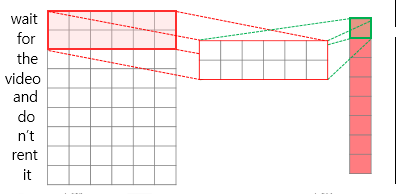 wait
for
the
video
and
do
n't
rent
it